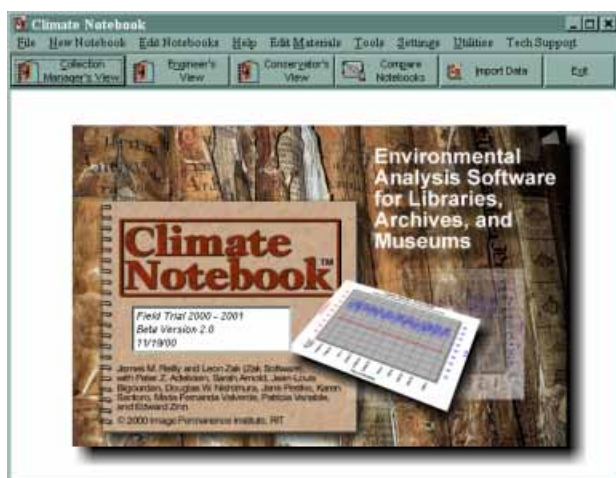 Climate Notebook
File New Notebook Edit Notebooks Help Edit Materials Tools Settings Utilities Tech Support
Collection Manager's View
Engineer's View
Conservator's View
Compare Notebooks
Import Data
Exit
Environmental
Analysis Software
for Libraries,
Archives, and
Museums
Climate
Notebook™
Field Trial 2000 - 2001
Beta Version 2.0
11/19/00
James M. Reilly and Leon Zak (Zak Software)
with Peter Z. Adelstein, Sarah Arnold, Jean-Louis
Bigourdan, Douglas W. Nishimura, Jane Pestke, Karen
Santoro, Maria Fernanda Valverde, Patricia Venable,
and Edward Zinn
© 2000 Image Permanence Institute, RIT